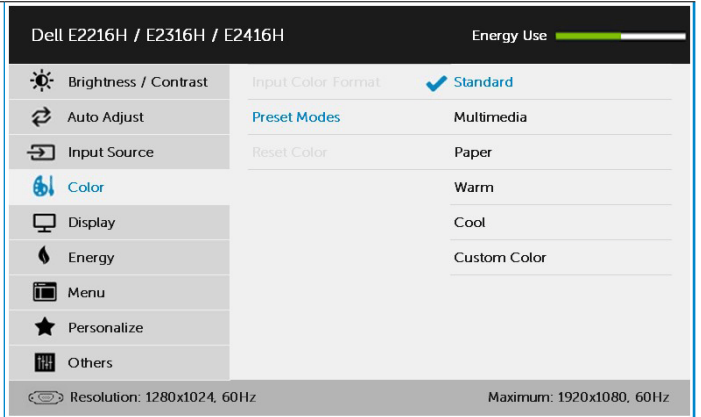 Dell E2216H / E2316H / E2416H Energy Use
Brightness / Contrast Input Color Format Standard
Auto Adjust Preset Modes Multimedia
Input Source Reset Color Paper
Color Warm
Display Cool
Energy Custom Color
Menu
Personalize
Others
Resolution: 1280x1024, 60Hz Maximum: 1920x1080, 60Hz